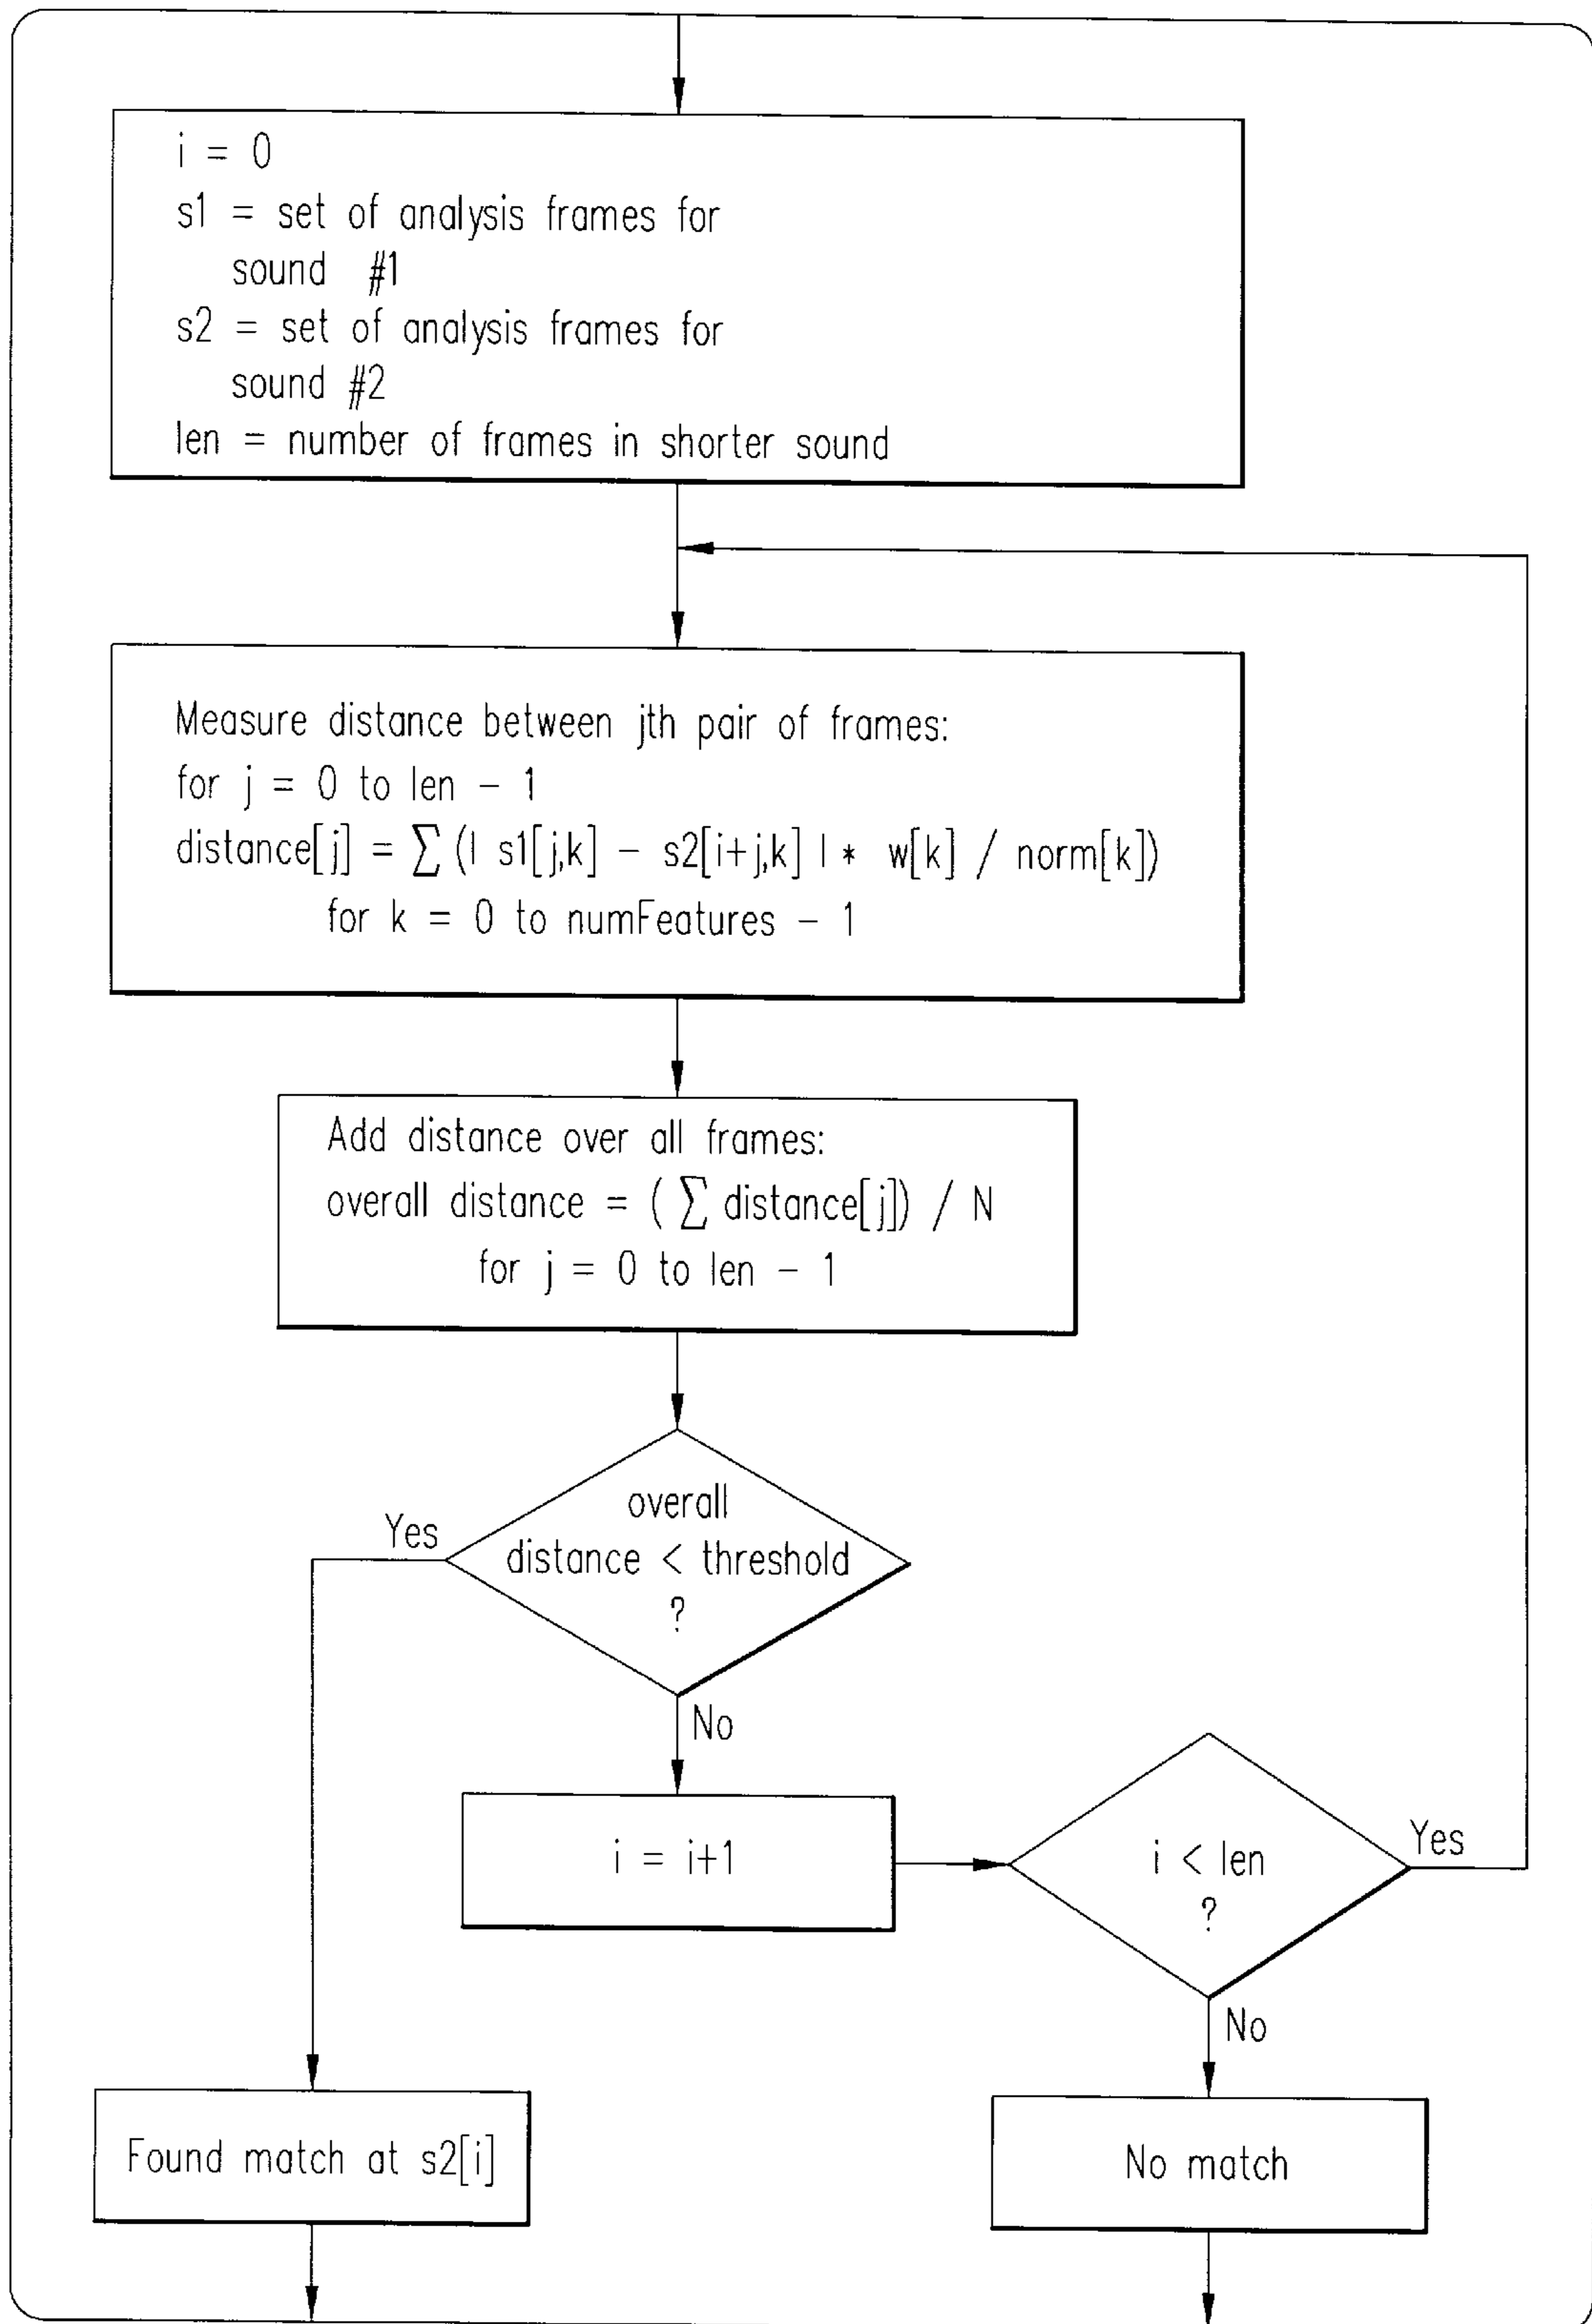 i = 0
s1 = set of analysis frames for
sound #1
s2 = set of analysis frames for
sound #2
len = number of frames in shorter sound
Measure distance between jth pair of frames:
for j = 0 to len - 1
distance[j] = ∑ (| s1[j,k] - s2[i+j,k] | * w[k] / norm[k])
for k = 0 to numFeatures - 1
Add distance over all frames:
overall distance = ( ∑ distance[j]) / N
for j = 0 to len - 1
overall
distance < threshold
?
Yes
No
i = i+1
i < len
?
Yes
No
Found match at s2[i]
No match